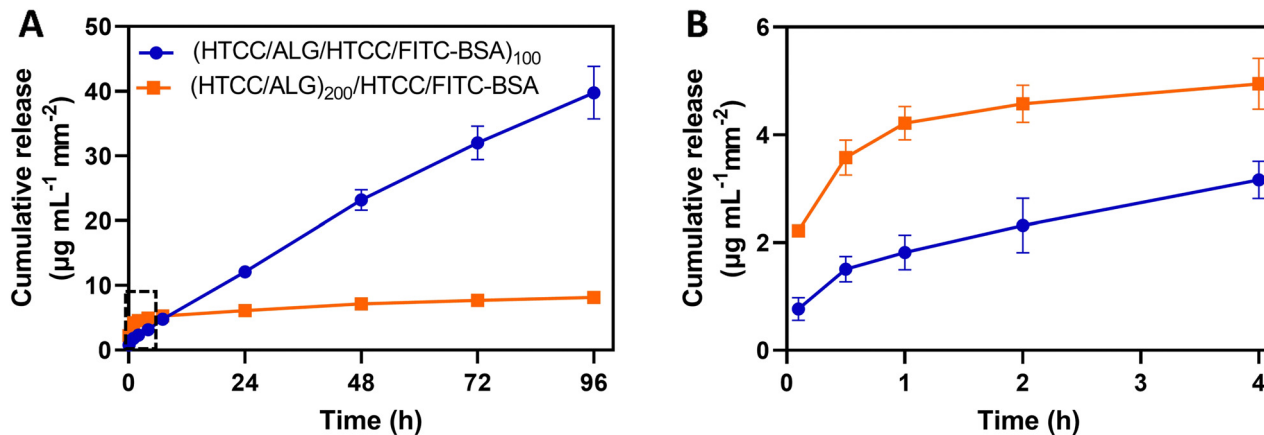 A
Cumulative release
(µg mL⁻¹ mm⁻²)
50
40
30
20
10
0
(HTCC/ALG/HTCC/FITC-BSA)₁₀₀
(HTCC/ALG)₂₀₀/HTCC/FITC-BSA
0 24 48 72 96
Time (h)
B
Cumulative release
(µg mL⁻¹mm⁻²)
6
4
2
0
0 1 2 3 4
Time (h)